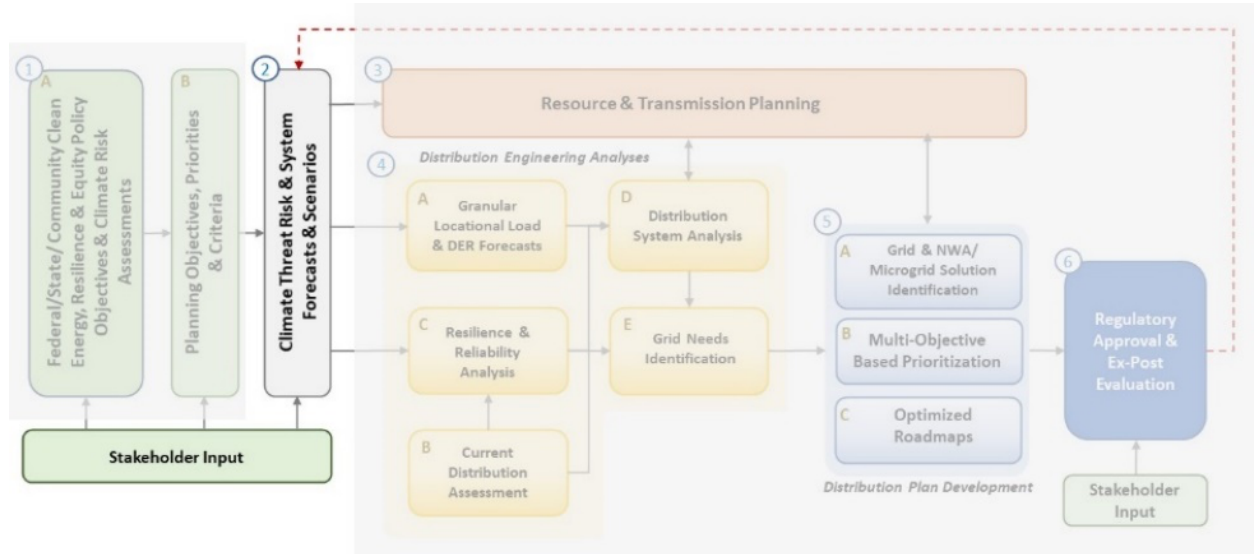 1
A
Federal/State/ Community Clean
Energy, Resilience & Equity Policy
Objectives & Climate Risk
Assessments
B
Planning Objectives, Priorities
& Criteria
2
Climate Threat Risk & System
Forecasts & Scenarios
Stakeholder Input
3
Resource & Transmission Planning
Distribution Engineering Analyses
4
A
Granular
Locational Load
& DER Forecasts
D
Distribution
System Analysis
C
Resilience &
Reliability
Analysis
E
Grid Needs
Identification
B
Current
Distribution
Assessment
5
A
Grid & NWA/
Microgrid Solution
Identification
B
Multi-Objective
Based Prioritization
C
Optimized
Roadmaps
Distribution Plan Development
6
Regulatory
Approval &
Ex-Post
Evaluation
Stakeholder
Input